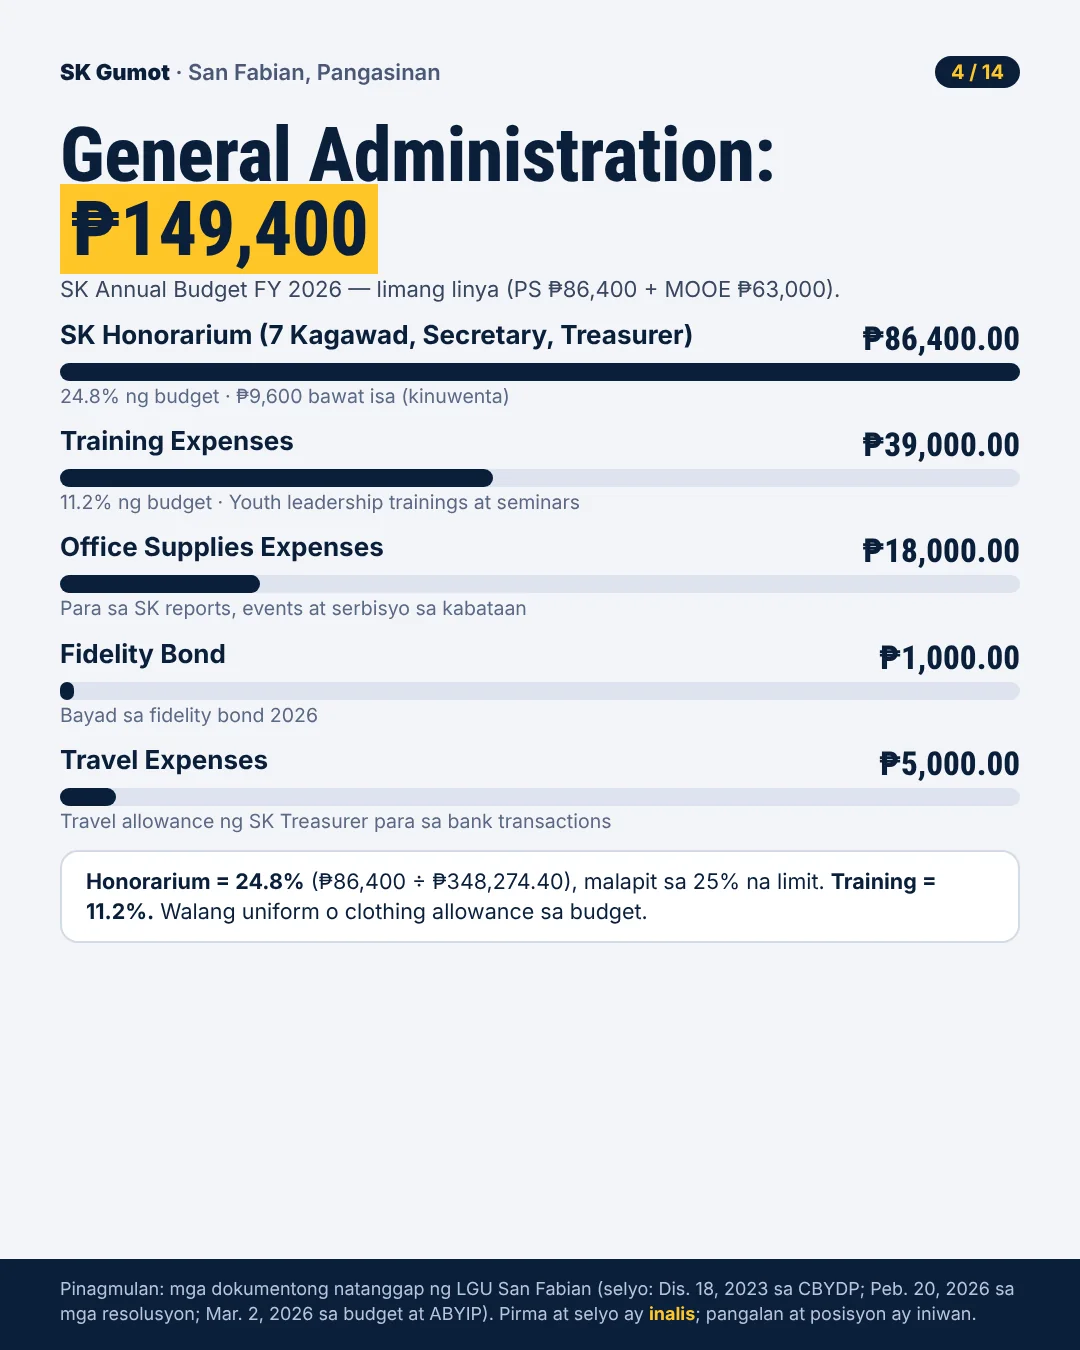 SK Gumot · San Fabian, Pangasinan
4 / 14
General Administration:
₱149,400
SK Annual Budget FY 2026 — limang linya (PS ₱86,400 + MOOE ₱63,000).
SK Honorarium (7 Kagawad, Secretary, Treasurer)
₱86,400.00
24.8% ng budget · ₱9,600 bawat isa (kinuwenta)
Training Expenses
₱39,000.00
11.2% ng budget · Youth leadership trainings at seminars
Office Supplies Expenses
₱18,000.00
Para sa SK reports, events at serbisyo sa kabataan
Fidelity Bond
₱1,000.00
Bayad sa fidelity bond 2026
Travel Expenses
₱5,000.00
Travel allowance ng SK Treasurer para sa bank transactions
Honorarium = 24.8% (₱86,400 ÷ ₱348,274.40), malapit sa 25% na limit. Training =
11.2%. Walang uniform o clothing allowance sa budget.
Pinagmulan: mga dokumentong natanggap ng LGU San Fabian (selyo: Dis. 18, 2023 sa CBYDP; Peb. 20, 2026 sa
mga resolusyon; Mar. 2, 2026 sa budget at ABYIP). Pirma at selyo ay inalis; pangalan at posisyon ay iniwan.